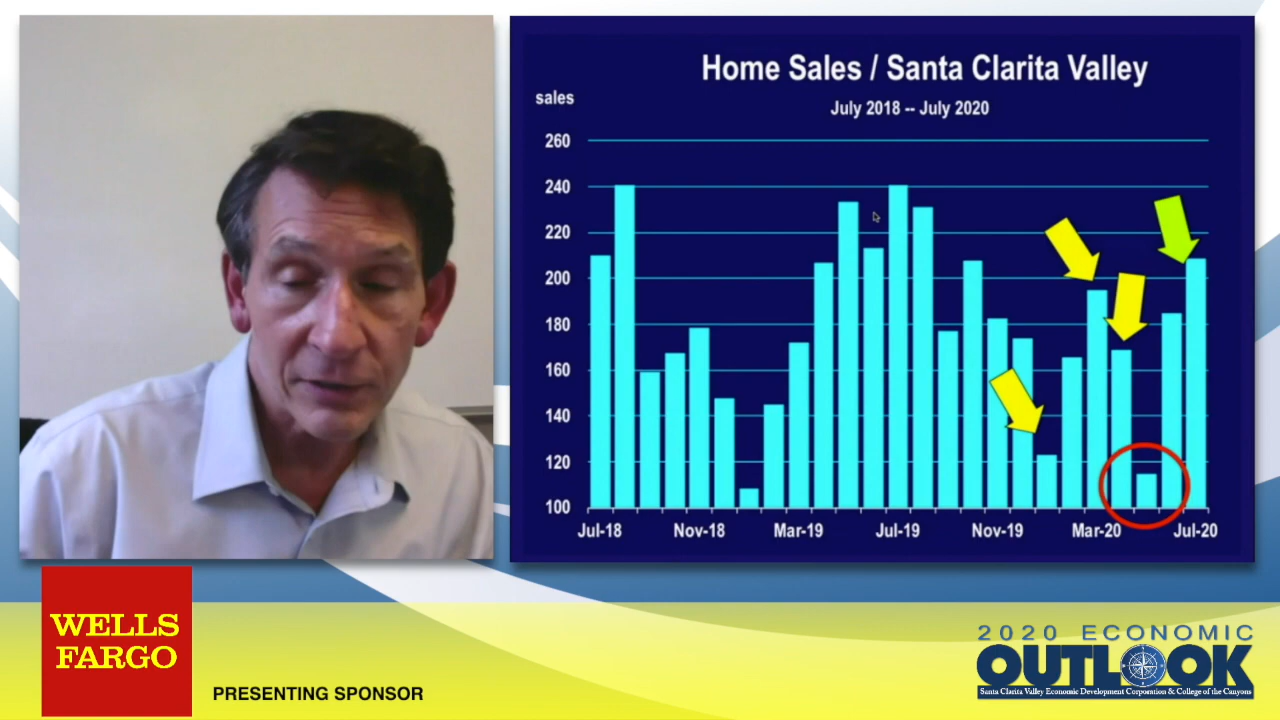 Home Sales / Santa Clarita Valley
sales
July 2018 -- July 2020
260
240
220
200
180
160
140
120
100
Jul-18 Nov-18 Mar-19 Jul-19 Nov-19 Mar-20 Jul-20
WELLS
FARGO
PRESENTING SPONSOR
2020 ECONOMIC
OUTLOOK
Santa Clarita Valley Economic Development Corporation & College of the Canyons